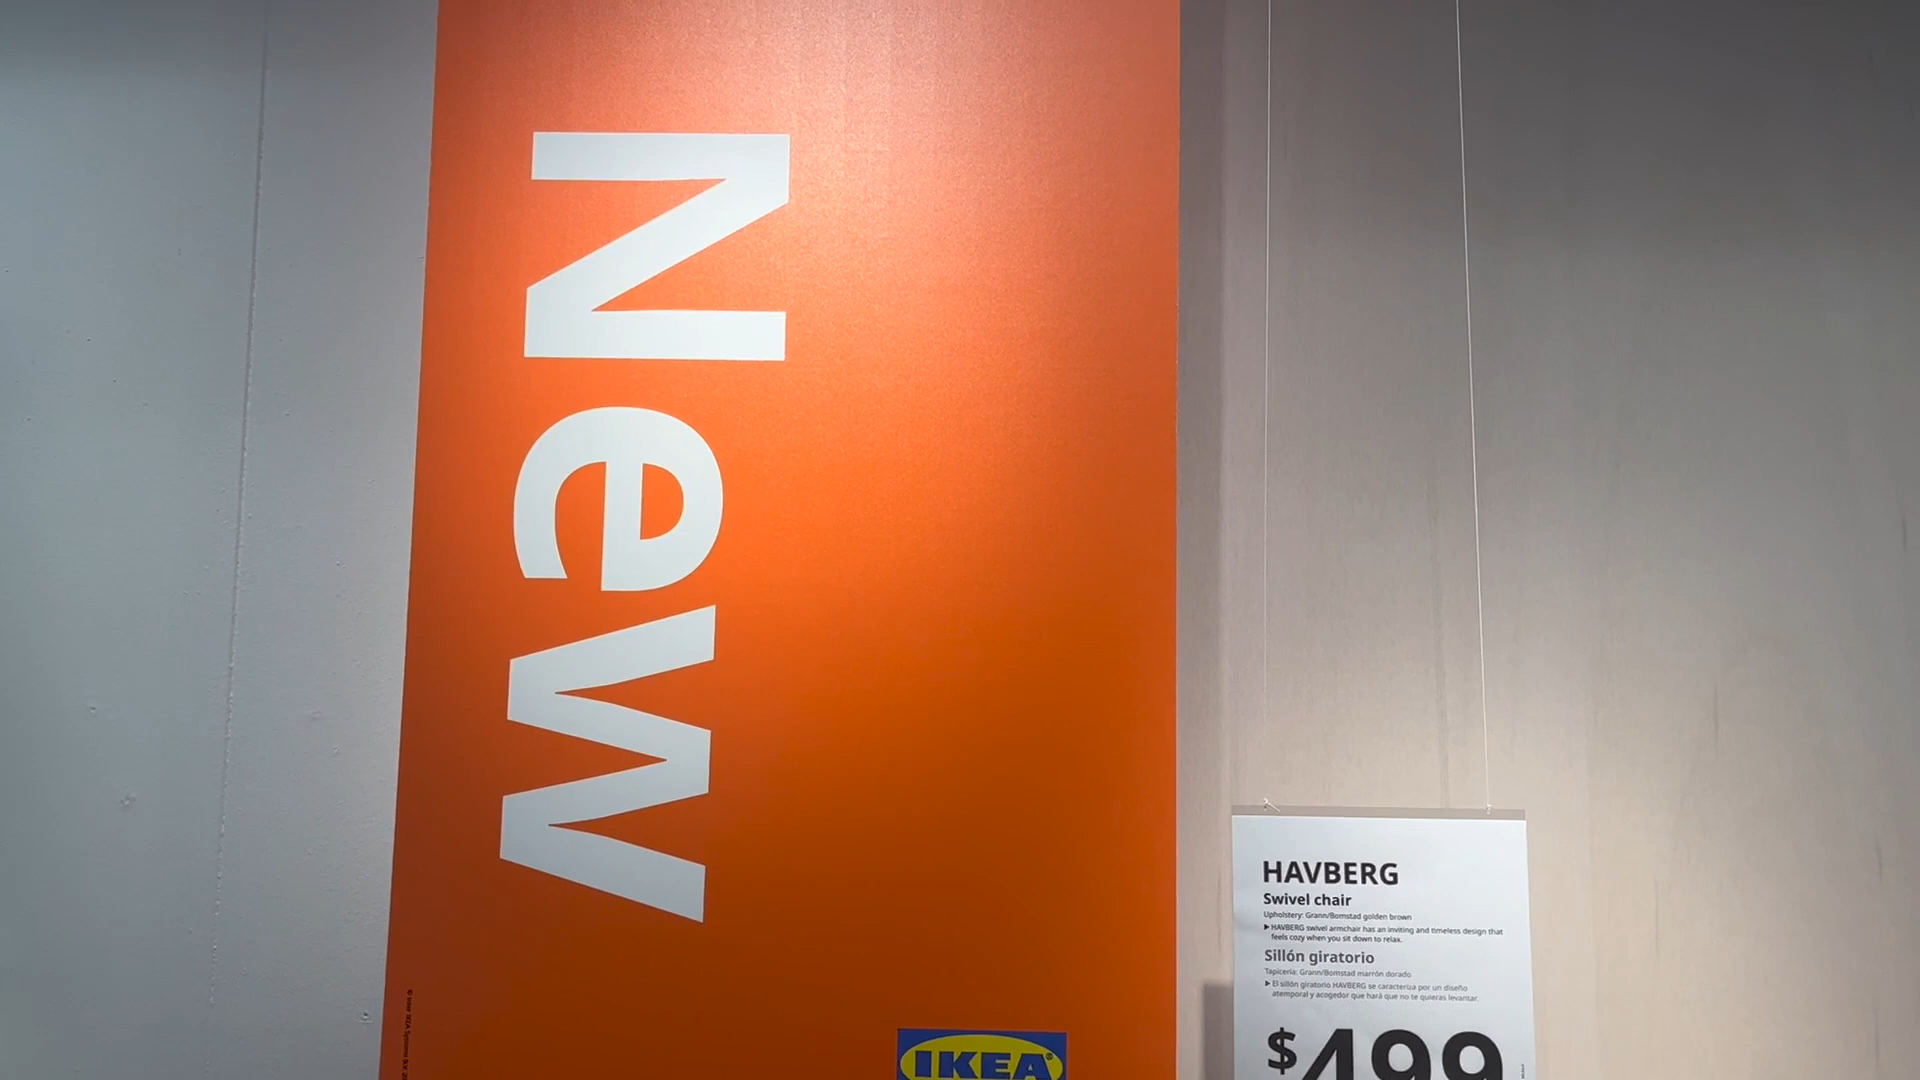 New
IKEA®
HAVBERG
Swivel chair
Upholstery: Grann/Bomstad golden brown
▶ HAVBERG swivel armchair has an inviting and timeless design that
feels cozy when you sit down to relax.
Sillón giratorio
Tapicería: Grann/Bomstad marrón dorado
▶ El sillón giratorio HAVBERG se caracteriza por un diseño
atemporal y acogedor que hará que no te quieras levantar.
$499